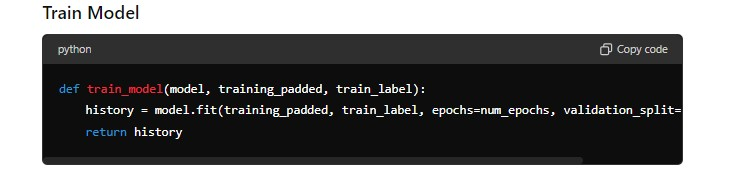 Train Model
python Copy code
def train_model(model, training_padded, train_label):
    history = model.fit(training_padded, train_label, epochs=num_epochs, validation_split=
    return history